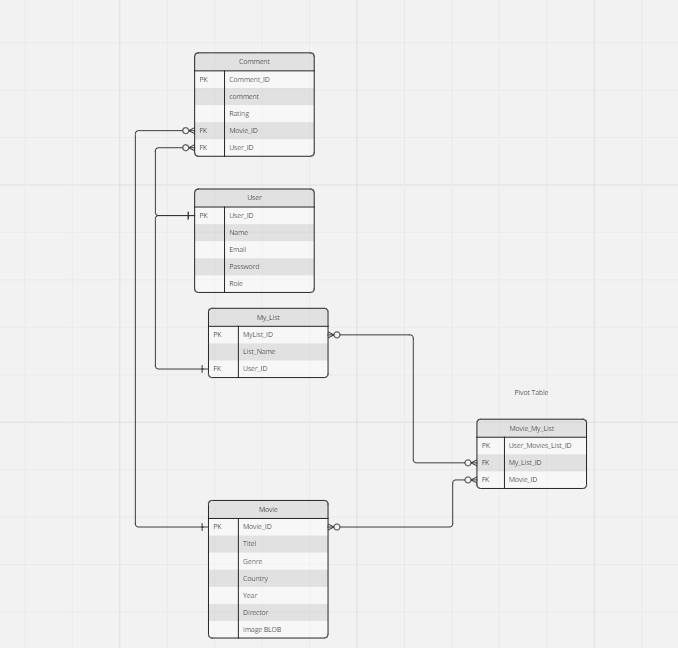 Comment
PK Comment_ID
comment
Rating
FK Movie_ID
FK User_ID
User
PK User_ID
Name
Email
Password
Role
My_List
PK MyList_ID
List_Name
FK User_ID
Pivot Table
Movie_My_List
PK User_Movies_List_ID
FK My_List_ID
FK Movie_ID
Movie
PK Movie_ID
Titel
Genre
Country
Year
Director
image BLOB